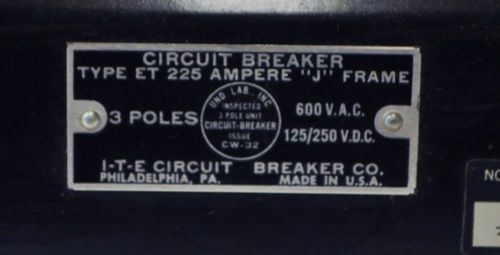 CIRCUIT BREAKER
TYPE ET 225 AMPERE "J" FRAME
3 POLES
UND. LAB. INC.
INSPECTED
3 POLE UNIT
CIRCUIT-BREAKER
ISSUE
CW-32
600 V.A.C.
125/250 V.D.C.
I-T-E CIRCUIT BREAKER CO.
PHILADELPHIA, PA. MADE IN U.S.A.
NO